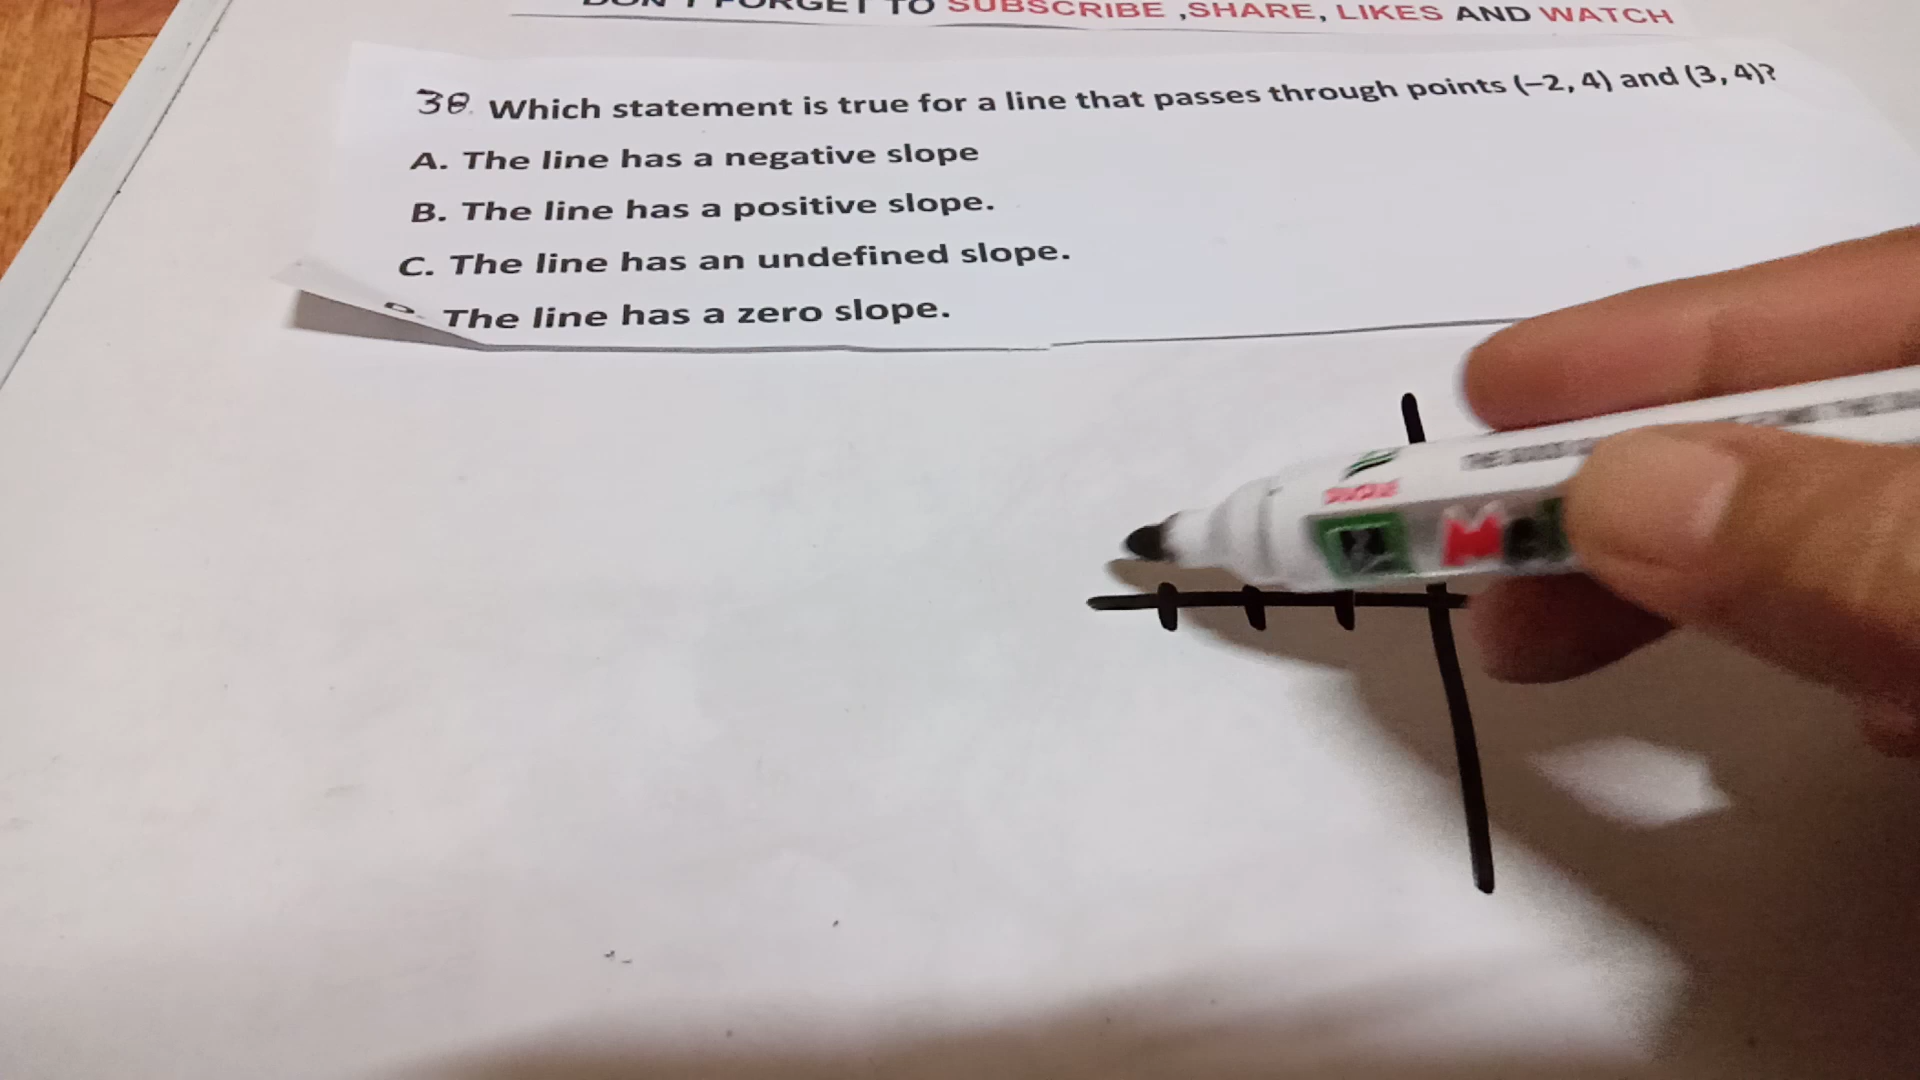 DON'T FORGET TO SUBSCRIBE ,SHARE, LIKES AND WATCH
38. Which statement is true for a line that passes through points (−2, 4) and (3, 4)?
A. The line has a negative slope
B. The line has a positive slope.
C. The line has an undefined slope.
D. The line has a zero slope.